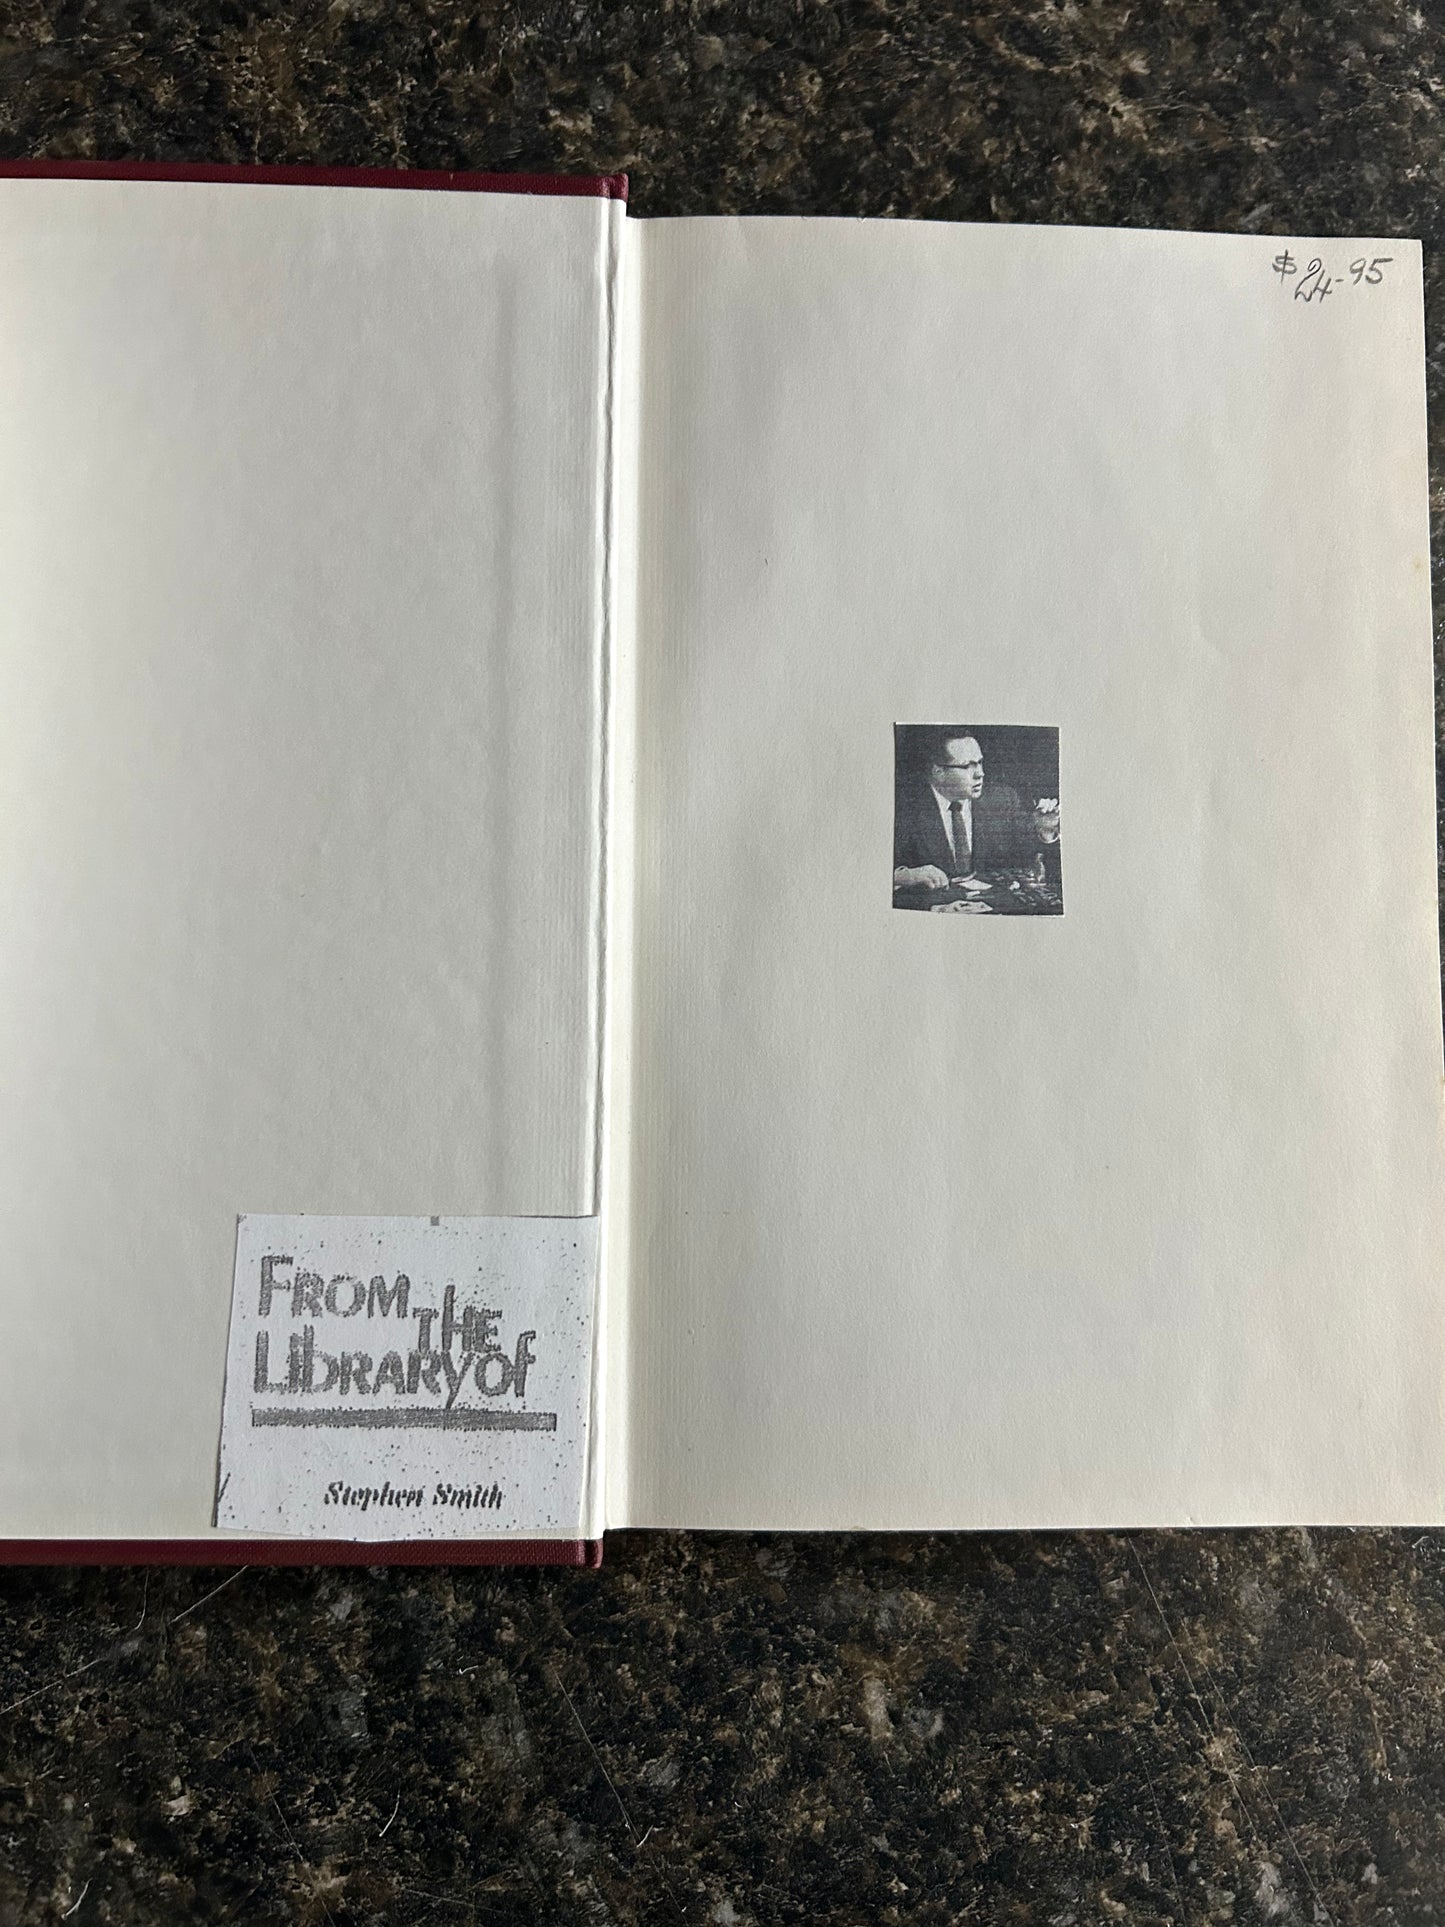 $24-95
FROM THE
LIBRARY of
Stephen Smith